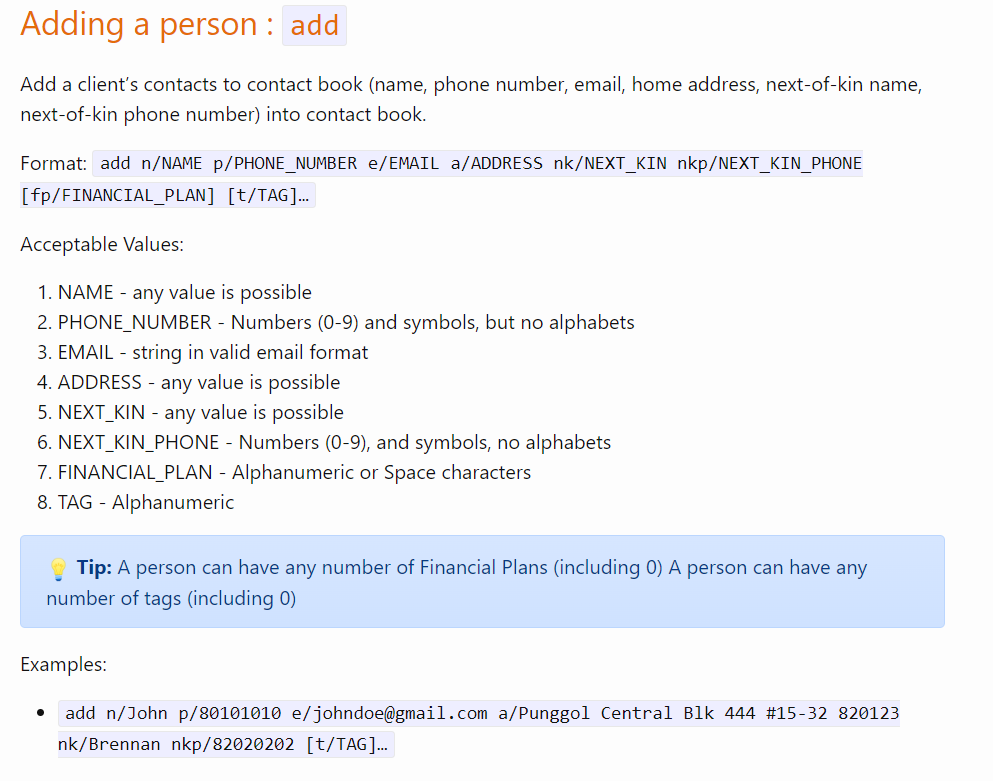 Adding a person : add
Add a client’s contacts to contact book (name, phone number, email, home address, next-of-kin name,
next-of-kin phone number) into contact book.
Format: add n/NAME p/PHONE_NUMBER e/EMAIL a/ADDRESS nk/NEXT_KIN nkp/NEXT_KIN_PHONE
[fp/FINANCIAL_PLAN] [t/TAG]…
Acceptable Values:
1. NAME - any value is possible
2. PHONE_NUMBER - Numbers (0-9) and symbols, but no alphabets
3. EMAIL - string in valid email format
4. ADDRESS - any value is possible
5. NEXT_KIN - any value is possible
6. NEXT_KIN_PHONE - Numbers (0-9), and symbols, no alphabets
7. FINANCIAL_PLAN - Alphanumeric or Space characters
8. TAG - Alphanumeric
💡 Tip: A person can have any number of Financial Plans (including 0) A person can have any
number of tags (including 0)
Examples:
• add n/John p/80101010 e/johndoe@gmail.com a/Punggol Central Blk 444 #15-32 820123
nk/Brennan nkp/82020202 [t/TAG]…